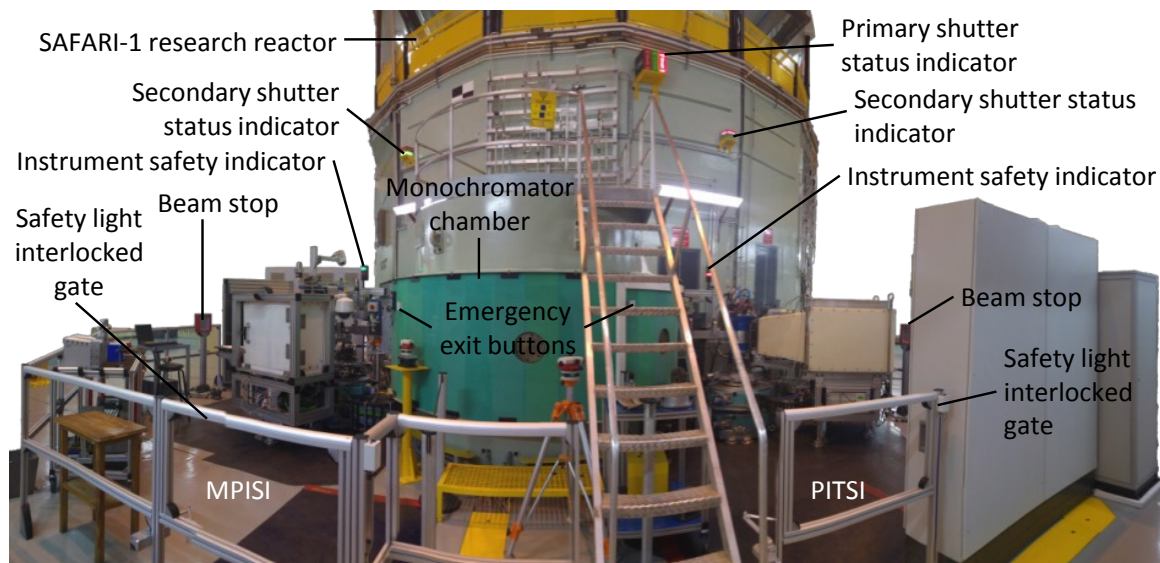 SAFARI-1 research reactor
Primary shutter
status indicator
Secondary shutter
status indicator
Secondary shutter status
indicator
Instrument safety indicator
Instrument safety indicator
Monochromator
chamber
Safety light
interlocked
gate
Beam stop
Emergency
exit buttons
Beam stop
Safety light
interlocked
gate
MPISI
PITSI